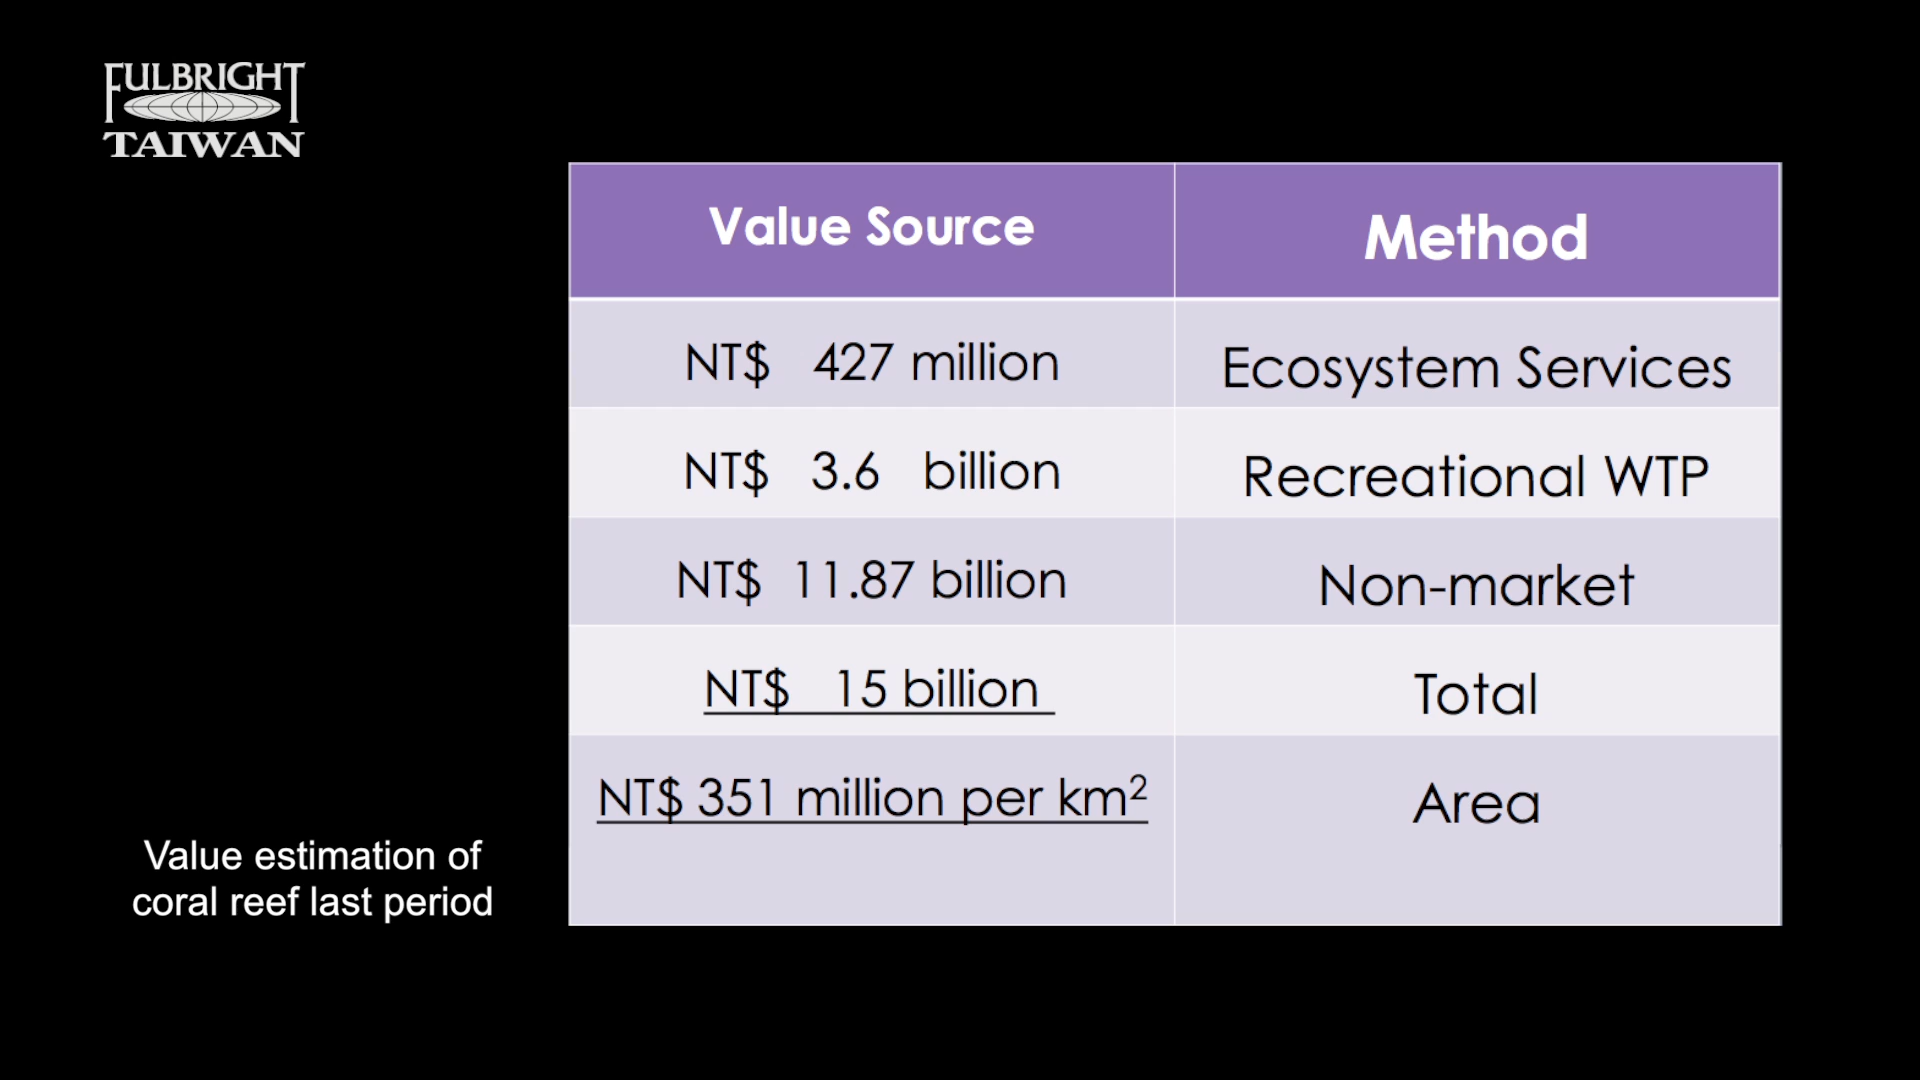 FULBRIGHT
TAIWAN
Value Source Method
NT$ 427 million Ecosystem Services
NT$ 3.6 billion Recreational WTP
NT$ 11.87 billion Non-market
NT$ 15 billion Total
NT$ 351 million per km² Area
Value estimation of
coral reef last period